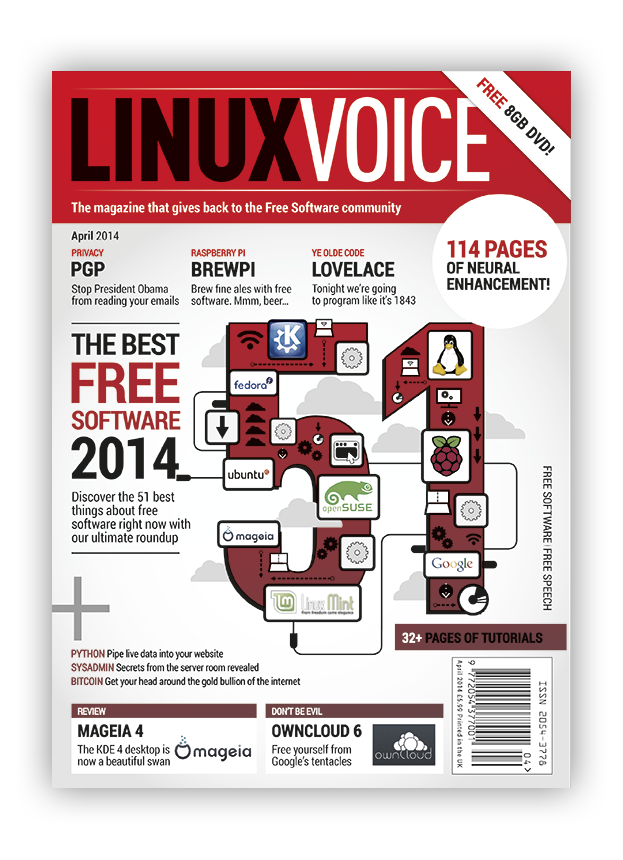 FREE 8GB DVD!
LINUXVOICE
The magazine that gives back to the Free Software community
April 2014
PRIVACY
PGP
Stop President Obama
from reading your emails
RASPBERRY PI
BREWPI
Brew fine ales with free
software. Mmm, beer...
YE OLDE CODE
LOVELACE
Tonight we're going
to program like it's 1843
114 PAGES
OF NEURAL
ENHANCEMENT!
THE BEST
FREE
SOFTWARE
2014
Discover the 51 best
things about free
software right now with
our ultimate roundup
51
K
fedora
ubuntu
openSUSE
mageia
Linux Mint
from freedom came elegance
Google
FREE SOFTWARE | FREE SPEECH
32+ PAGES OF TUTORIALS
PYTHON Pipe live data into your website
SYSADMIN Secrets from the server room revealed
BITCOIN Get your head around the gold bullion of the internet
REVIEW
MAGEIA 4
The KDE 4 desktop is
now a beautiful swan
mageia
DON'T BE EVIL
OWNCLOUD 6
Free yourself from
Google's tentacles
ownCloud
April 2014 £5.99 Printed in the UK
9 772054 377001
04>
ISSN 2054-3778